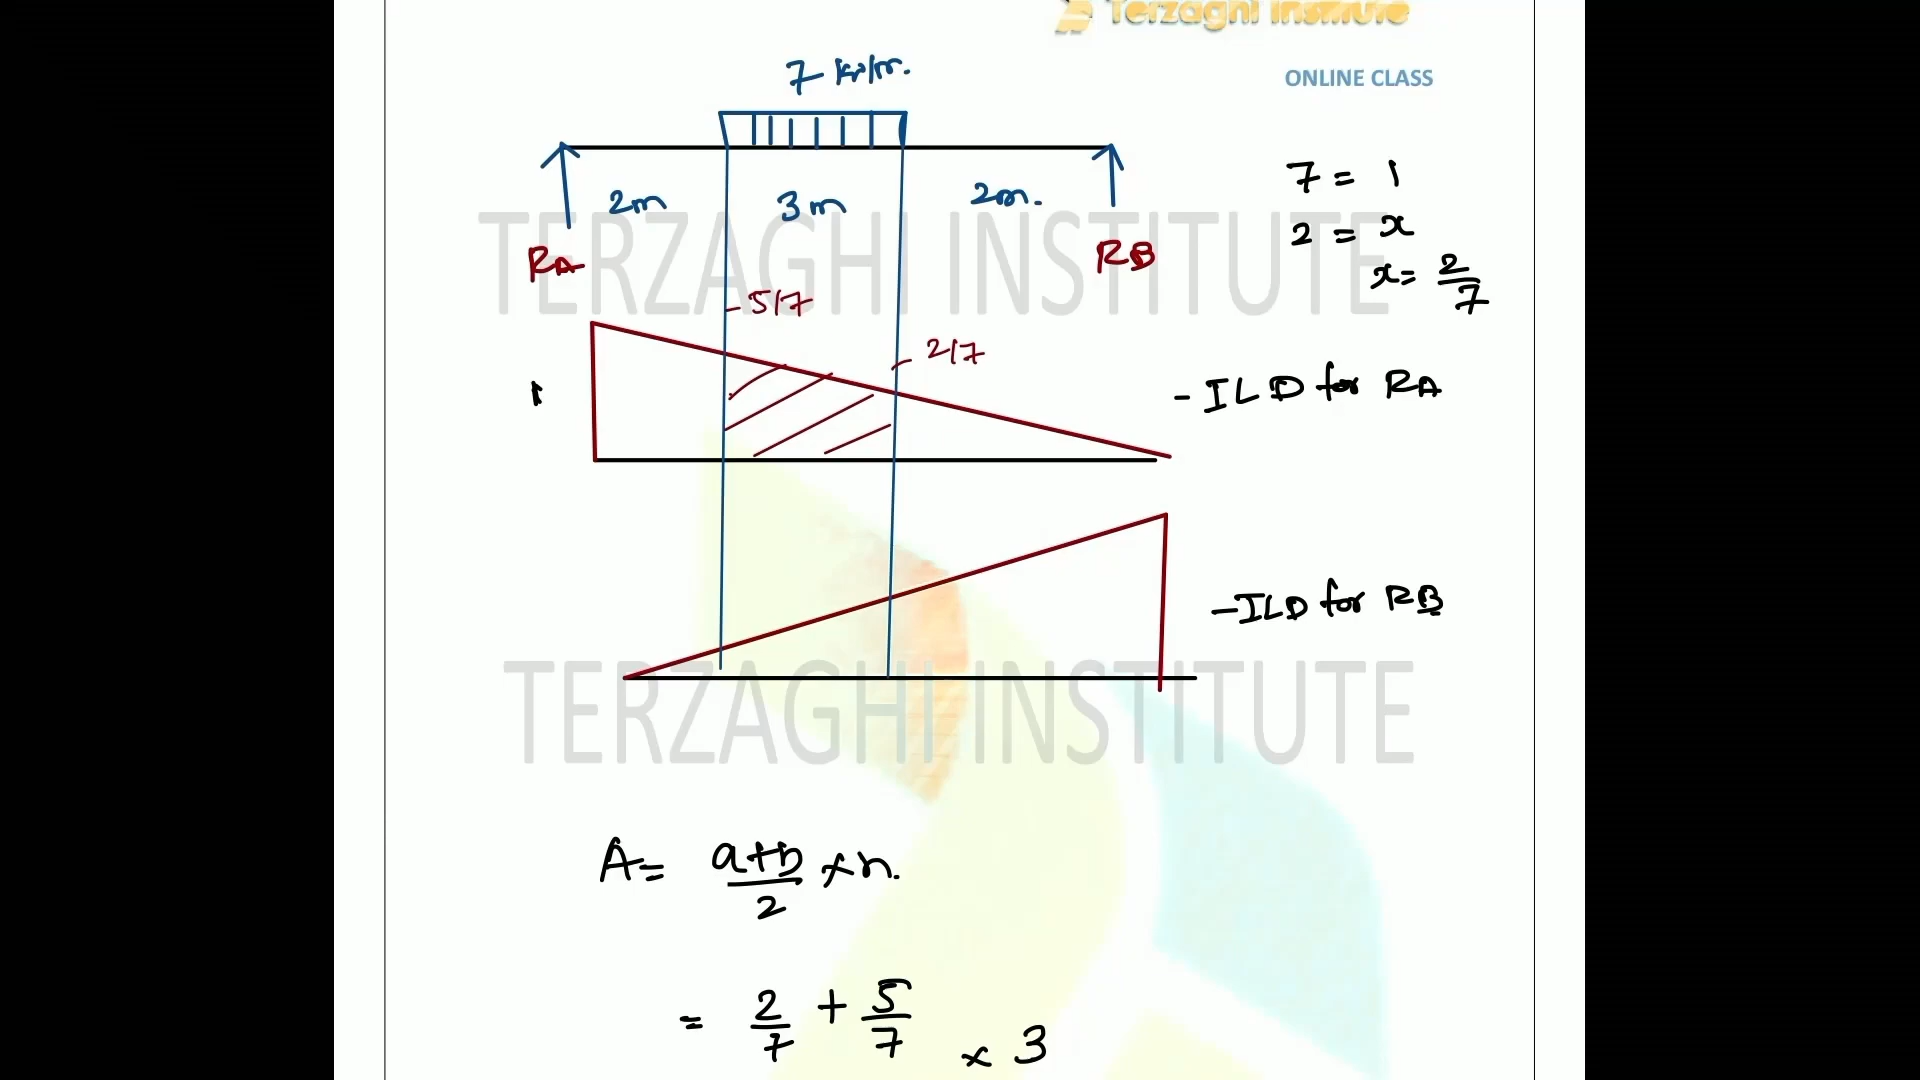 Terzaghi Institute
ONLINE CLASS
7 kN/m.
2m 3m 2m.
RA RB
7 = 1
2 = x
x = 2/7
TERZAGHI INSTITUTE
5/7
2/7
1
- ILD for RA
- ILD for RB
TERZAGHI INSTITUTE
A = a+b/2 × h.
= 2/7 + 5/7 × 3